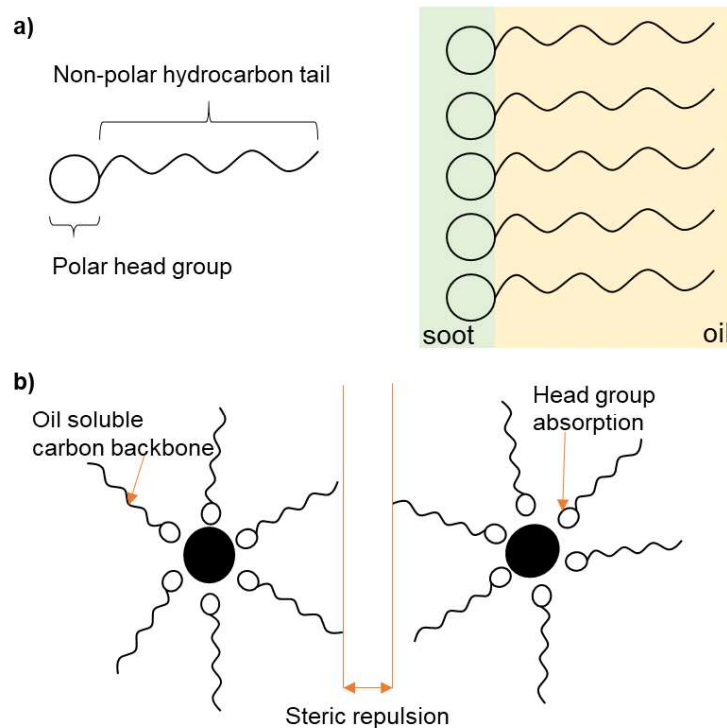 a)
Non-polar hydrocarbon tail
Polar head group
soot
oil
b)
Oil soluble
carbon backbone
Head group
absorption
Steric repulsion